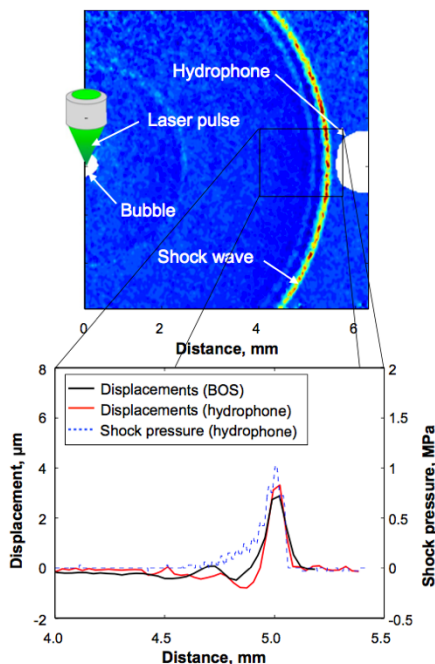 Hydrophone
Laser pulse
Bubble
Shock wave
0 2 4 6
Distance, mm
8
6
4
2
0
-2
Displacement, µm
Displacements (BOS)
Displacements (hydrophone)
Shock pressure (hydrophone)
2
1.5
1
0.5
0
-0.5
Shock pressure, MPa
4.0 4.5 5.0 5.5
Distance, mm